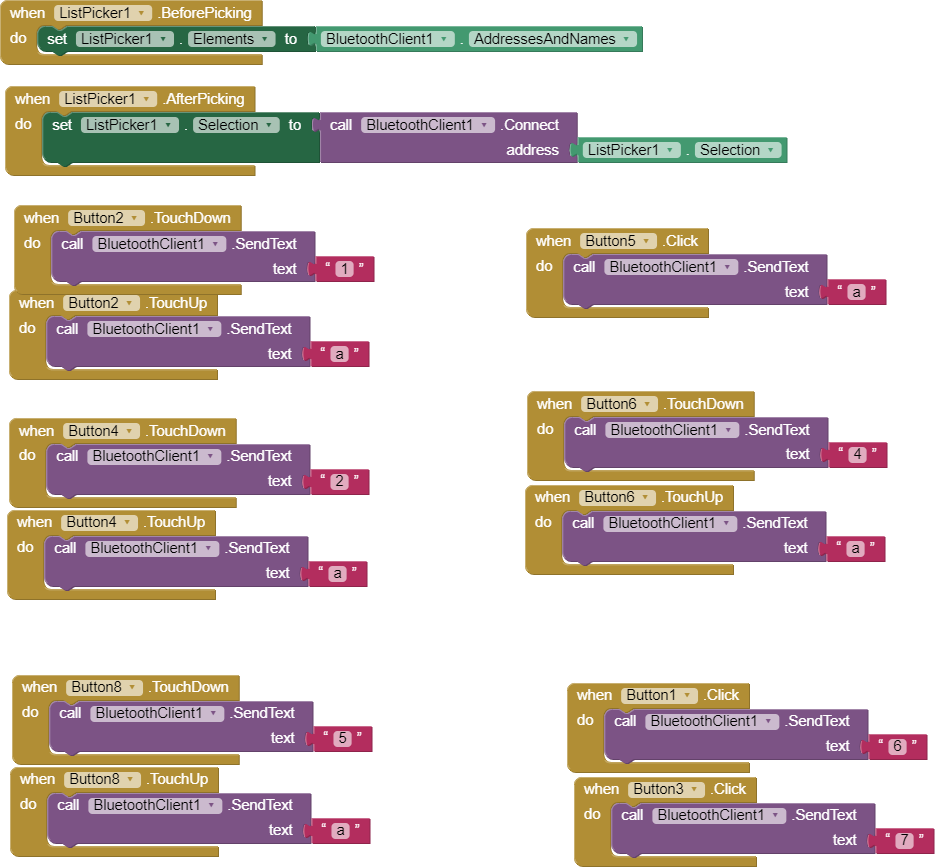 when ListPicker1 .BeforePicking
do set ListPicker1 . Elements to BluetoothClient1 . AddressesAndNames
when ListPicker1 .AfterPicking
do set ListPicker1 . Selection to call BluetoothClient1 .Connect
address ListPicker1 . Selection
when Button2 .TouchDown
do call BluetoothClient1 .SendText
text “ 1 ”
when Button2 .TouchUp
do call BluetoothClient1 .SendText
text “ a ”
when Button5 .Click
do call BluetoothClient1 .SendText
text “ a ”
when Button4 .TouchDown
do call BluetoothClient1 .SendText
text “ 2 ”
when Button4 .TouchUp
do call BluetoothClient1 .SendText
text “ a ”
when Button6 .TouchDown
do call BluetoothClient1 .SendText
text “ 4 ”
when Button6 .TouchUp
do call BluetoothClient1 .SendText
text “ a ”
when Button8 .TouchDown
do call BluetoothClient1 .SendText
text “ 5 ”
when Button8 .TouchUp
do call BluetoothClient1 .SendText
text “ a ”
when Button1 .Click
do call BluetoothClient1 .SendText
text “ 6 ”
when Button3 .Click
do call BluetoothClient1 .SendText
text “ 7 ”